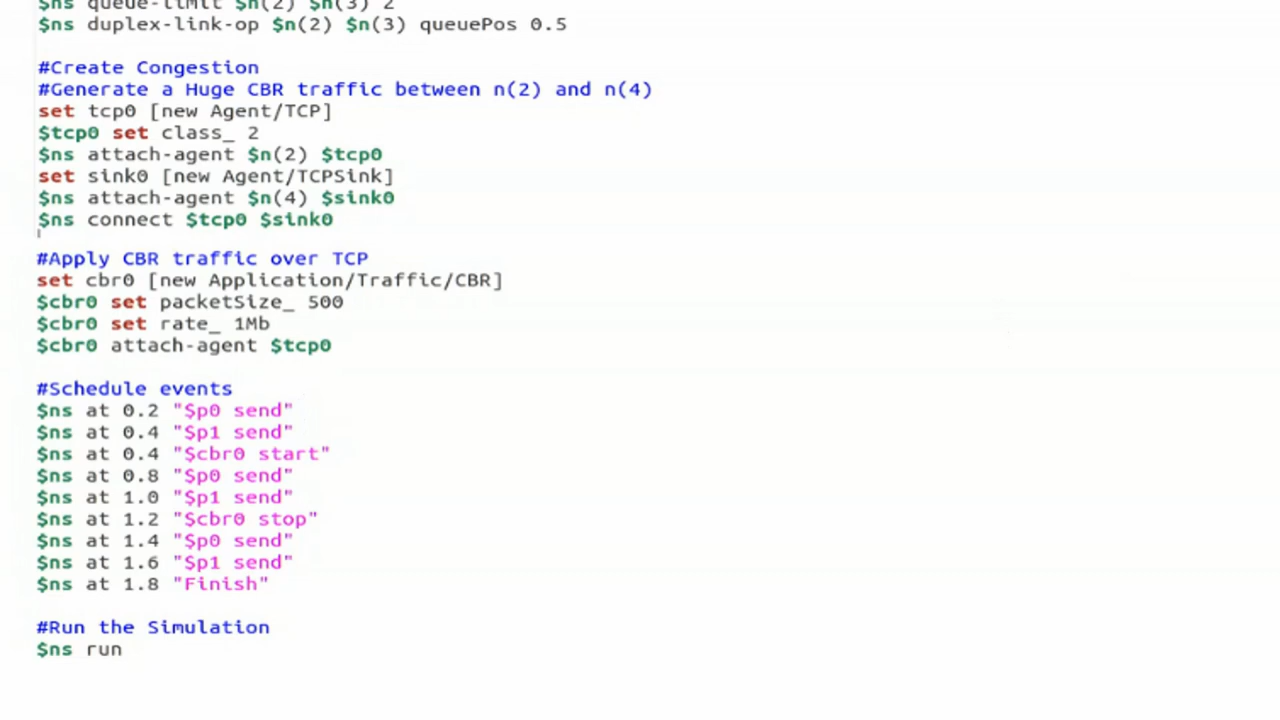 $ns queue-limit $n(2) $n(3) 2
$ns duplex-link-op $n(2) $n(3) queuePos 0.5
#Create Congestion
#Generate a Huge CBR traffic between n(2) and n(4)
set tcp0 [new Agent/TCP]
$tcp0 set class_ 2
$ns attach-agent $n(2) $tcp0
set sink0 [new Agent/TCPSink]
$ns attach-agent $n(4) $sink0
$ns connect $tcp0 $sink0
#Apply CBR traffic over TCP
set cbr0 [new Application/Traffic/CBR]
$cbr0 set packetSize_ 500
$cbr0 set rate_ 1Mb
$cbr0 attach-agent $tcp0
#Schedule events
$ns at 0.2 "$p0 send"
$ns at 0.4 "$p1 send"
$ns at 0.4 "$cbr0 start"
$ns at 0.8 "$p0 send"
$ns at 1.0 "$p1 send"
$ns at 1.2 "$cbr0 stop"
$ns at 1.4 "$p0 send"
$ns at 1.6 "$p1 send"
$ns at 1.8 "Finish"
#Run the Simulation
$ns run